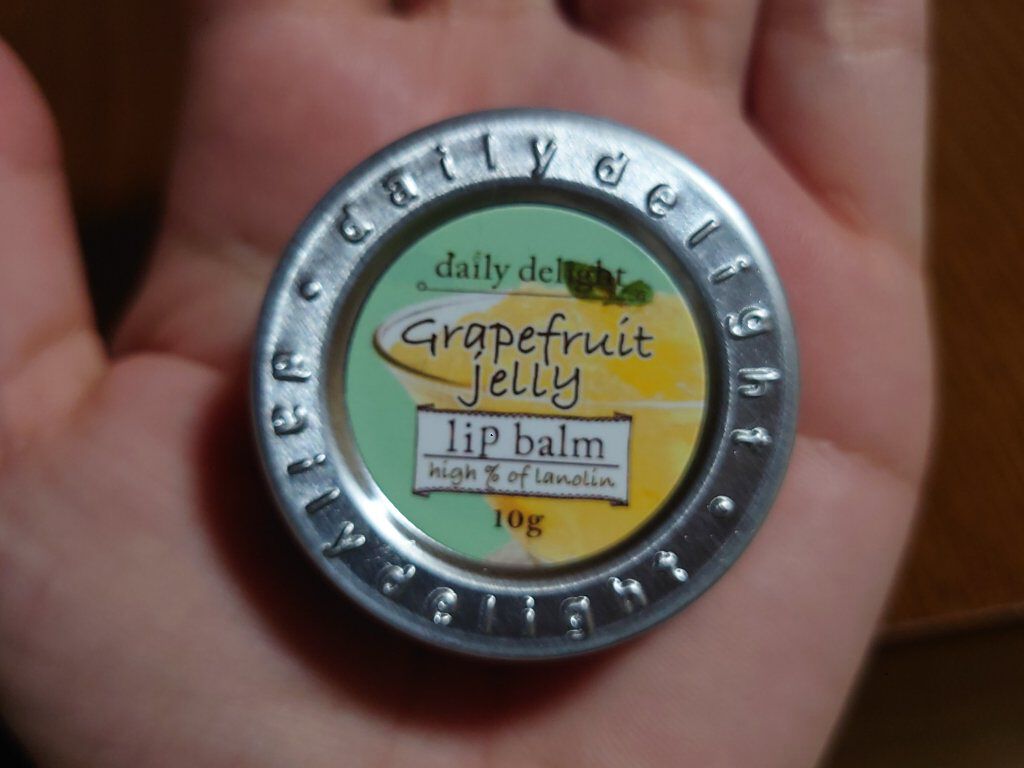 daily delight
daily delight
Grapefruit
jelly
lip balm
high % of lanolin
10g
daily delight